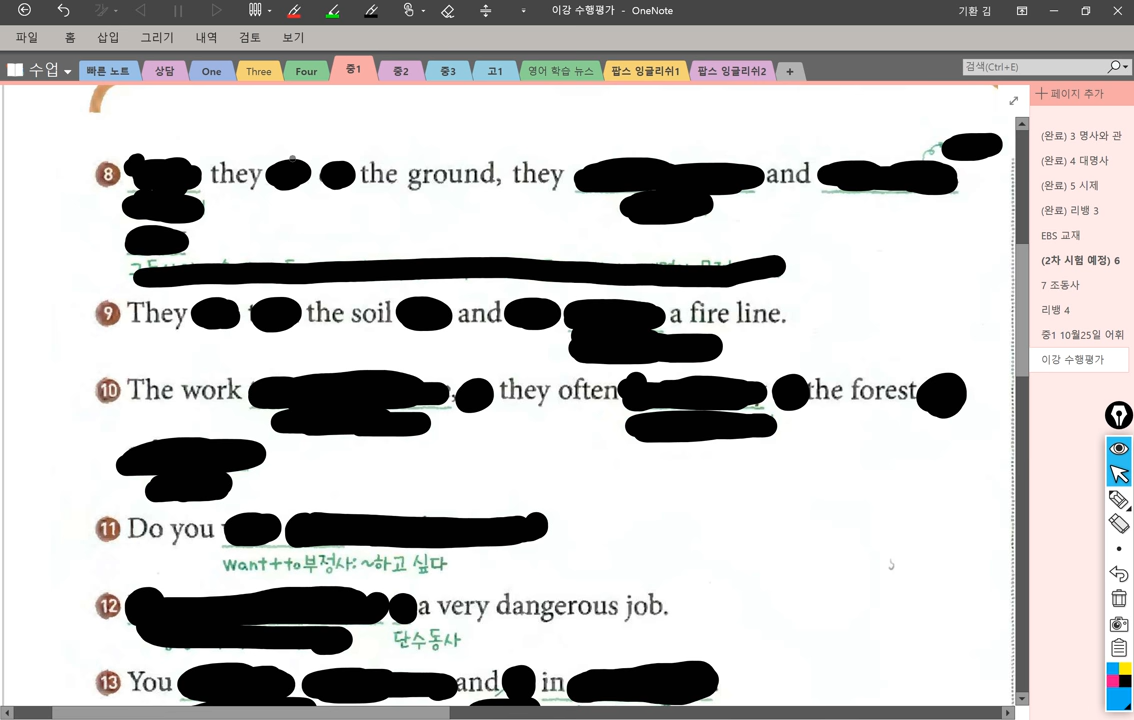 이강 수행평가 - OneNote
기환 김
파일 홈 삽입 그리기 내역 검토 보기
수업 빠른 노트 상담 One Three Four 중1 중2 중3 고1 영어 학습 뉴스 팝스 잉글리쉬1 팝스 잉글리쉬2 +
검색(Ctrl+E)
페이지 추가
(완료) 3 명사와 관
(완료) 4 대명사
(완료) 5 시제
(완료) 리뱅 3
EBS 교재
(2차 시험 예정) 6
7 조동사
리뱅 4
중1 10월25일 어휘
이강 수행평가
8 they the ground, they and
9 They the soil and a fire line.
10 The work , they often the forest
11 Do you
want+to부정사: ~하고 싶다
12 a very dangerous job.
단수동사
13 You and in